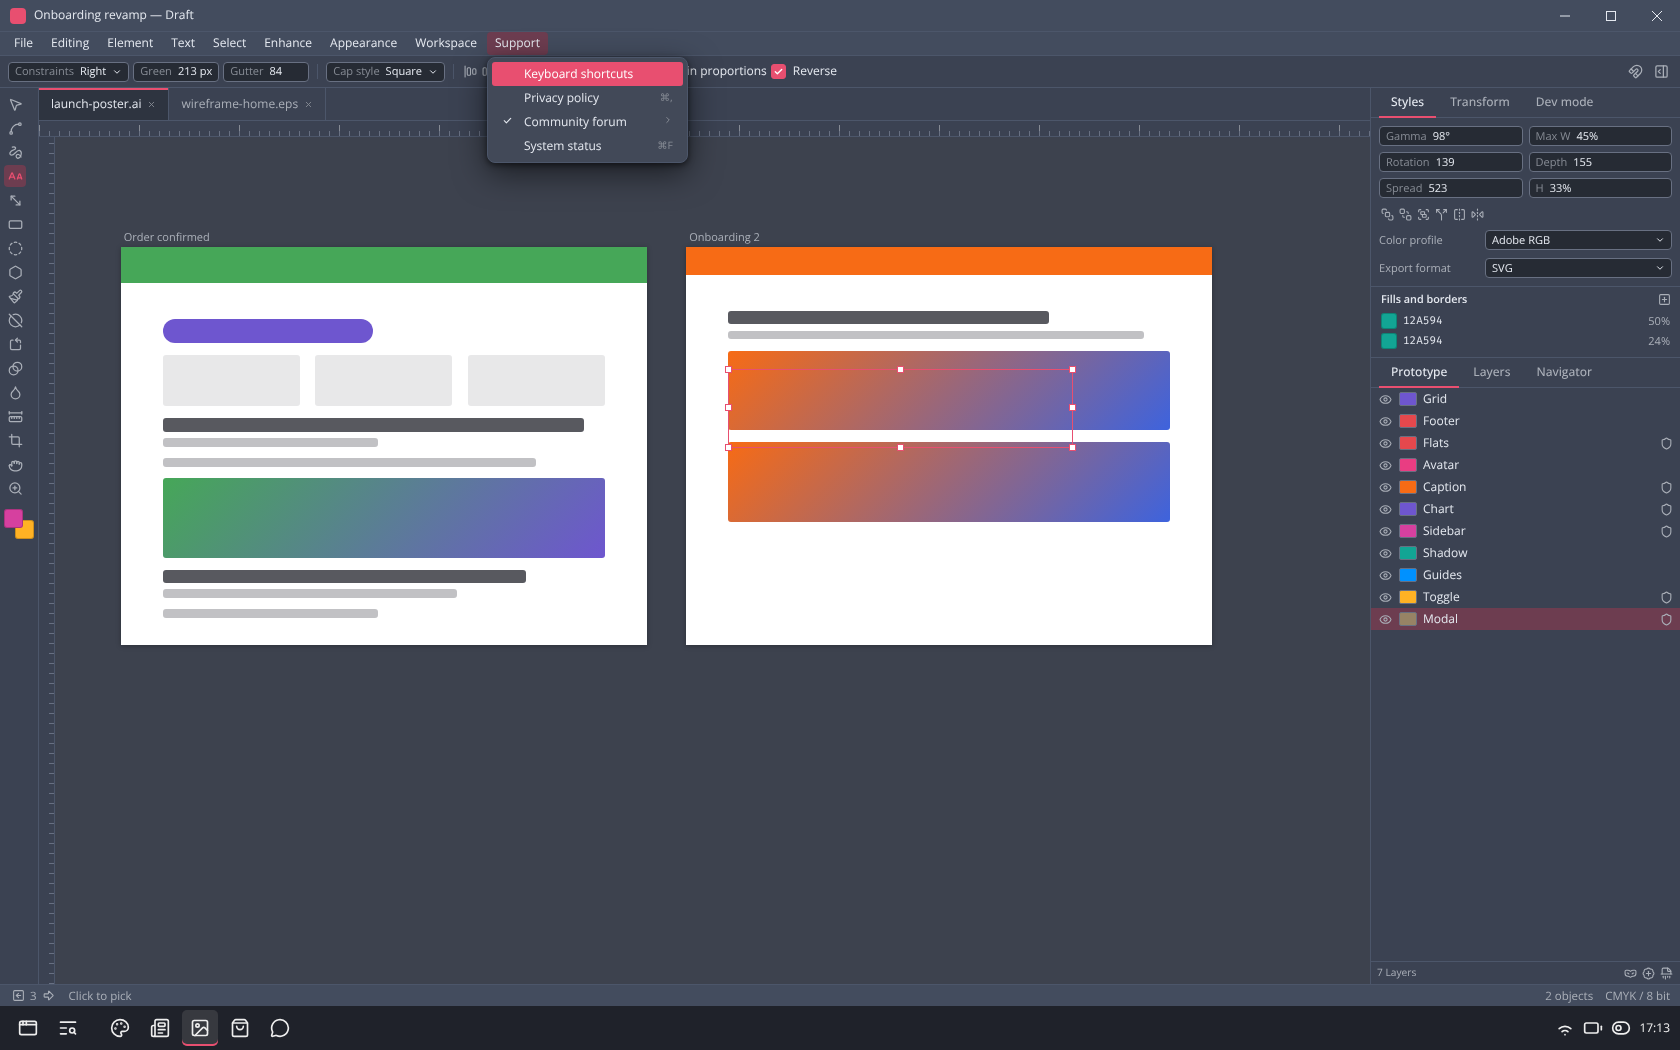 Onboarding revamp — Draft
File Editing Element Text Select Enhance Appearance Workspace Support
Constraints Right Green 213 px Gutter 84 Cap style Square in proportions Reverse
Keyboard shortcuts
Privacy policy ⌘,
Community forum
System status ⌘F
launch-poster.ai wireframe-home.eps
Order confirmed
Onboarding 2
Styles Transform Dev mode
Gamma 98° Max W 45%
Rotation 139 Depth 155
Spread 523 H 33%
Color profile Adobe RGB
Export format SVG
Fills and borders
12A594 50%
12A594 24%
Prototype Layers Navigator
Grid
Footer
Flats
Avatar
Caption
Chart
Sidebar
Shadow
Guides
Toggle
Modal
7 Layers
3 Click to pick 2 objects CMYK / 8 bit
17:13